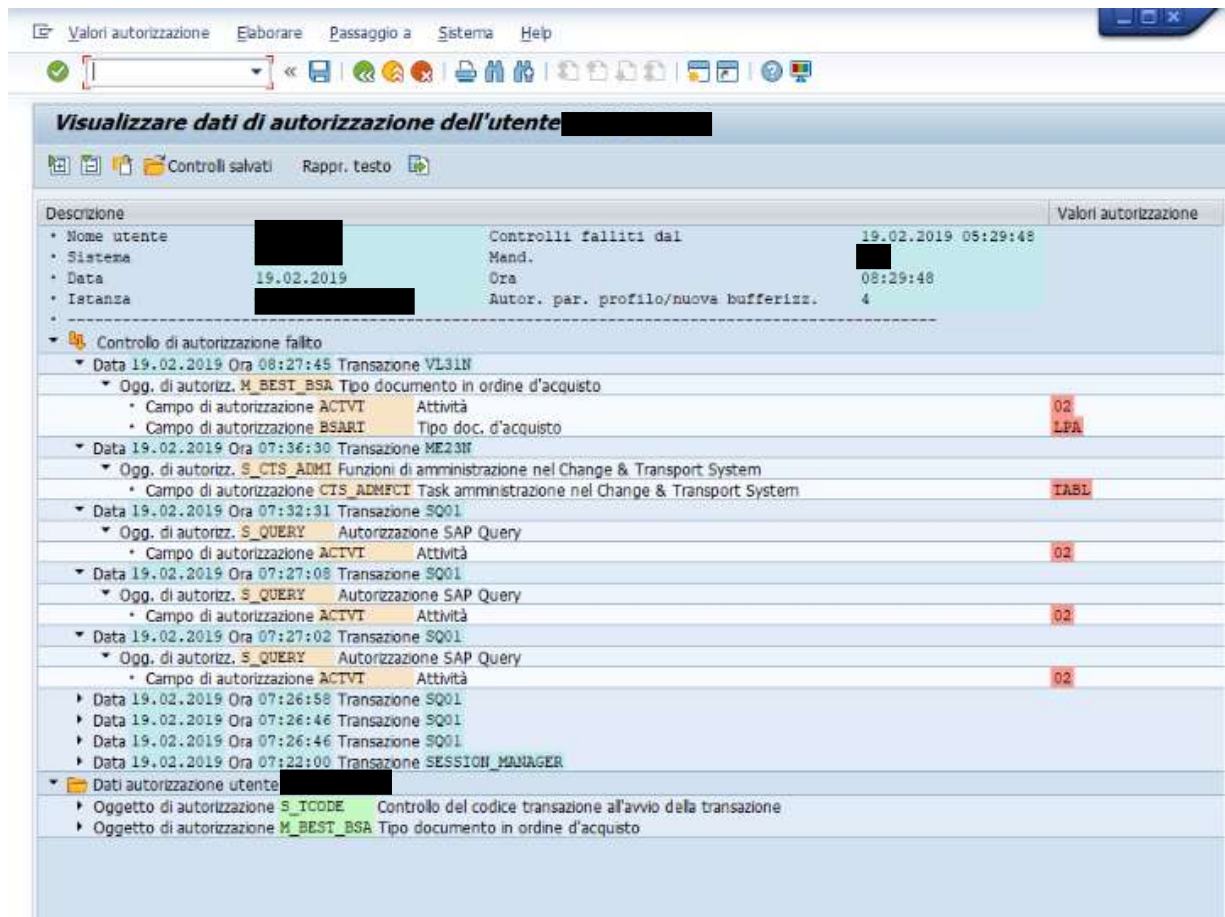 Valori autorizzazione Elaborare Passaggio a Sistema Help
Visualizzare dati di autorizzazione dell'utente
Controlli salvati Rappr. testo
Descrizione Valori autorizzazione
Nome utente Controlli falliti dal 19.02.2019 05:29:48
Sistema Mand.
Data 19.02.2019 Ora 08:29:48
Istanza Autor. par. profilo/nuova bufferizz. 4
Controllo di autorizzazione fallito
Data 19.02.2019 Ora 08:27:45 Transazione VL31N
Ogg. di autorizz. M_BEST_BSA Tipo documento in ordine d'acquisto
Campo di autorizzazione ACTVT Attività 02
Campo di autorizzazione BSART Tipo doc. d'acquisto LPA
Data 19.02.2019 Ora 07:36:30 Transazione ME23N
Ogg. di autorizz. S_CTS_ADMI Funzioni di amministrazione nel Change & Transport System
Campo di autorizzazione CTS_ADMFCT Task amministrazione nel Change & Transport System TABL
Data 19.02.2019 Ora 07:32:31 Transazione SQ01
Ogg. di autorizz. S_QUERY Autorizzazione SAP Query
Campo di autorizzazione ACTVT Attività 02
Data 19.02.2019 Ora 07:27:08 Transazione SQ01
Ogg. di autorizz. S_QUERY Autorizzazione SAP Query
Campo di autorizzazione ACTVT Attività 02
Data 19.02.2019 Ora 07:27:02 Transazione SQ01
Ogg. di autorizz. S_QUERY Autorizzazione SAP Query
Campo di autorizzazione ACTVT Attività 02
Data 19.02.2019 Ora 07:26:58 Transazione SQ01
Data 19.02.2019 Ora 07:26:46 Transazione SQ01
Data 19.02.2019 Ora 07:26:46 Transazione SQ01
Data 19.02.2019 Ora 07:22:00 Transazione SESSION_MANAGER
Dati autorizzazione utente
Oggetto di autorizzazione S_TCODE Controllo del codice transazione all'avvio della transazione
Oggetto di autorizzazione M_BEST_BSA Tipo documento in ordine d'acquisto